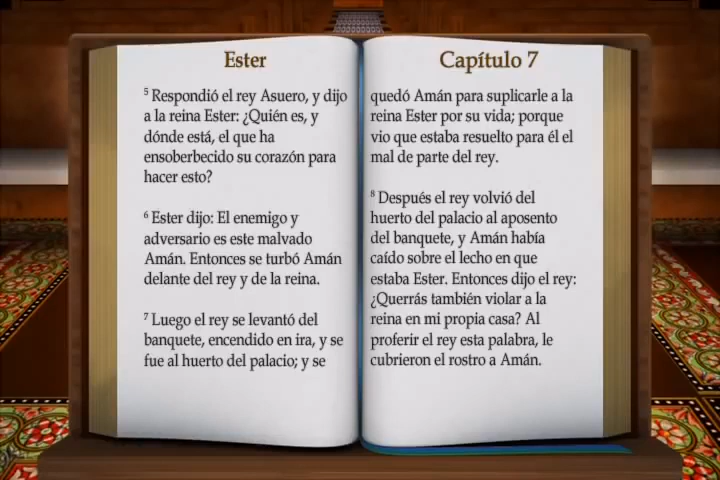 Ester
5 Respondió el rey Asuero, y dijo
a la reina Ester: ¿Quién es, y
dónde está, el que ha
ensoberbecido su corazón para
hacer esto?
6 Ester dijo: El enemigo y
adversario es este malvado
Amán. Entonces se turbó Amán
delante del rey y de la reina.
7 Luego el rey se levantó del
banquete, encendido en ira, y se
fue al huerto del palacio; y se
Capítulo 7
quedó Amán para suplicarle a la
reina Ester por su vida; porque
vio que estaba resuelto para él el
mal de parte del rey.
8 Después el rey volvió del
huerto del palacio al aposento
del banquete, y Amán había
caído sobre el lecho en que
estaba Ester. Entonces dijo el rey:
¿Querrás también violar a la
reina en mi propia casa? Al
proferir el rey esta palabra, le
cubrieron el rostro a Amán.